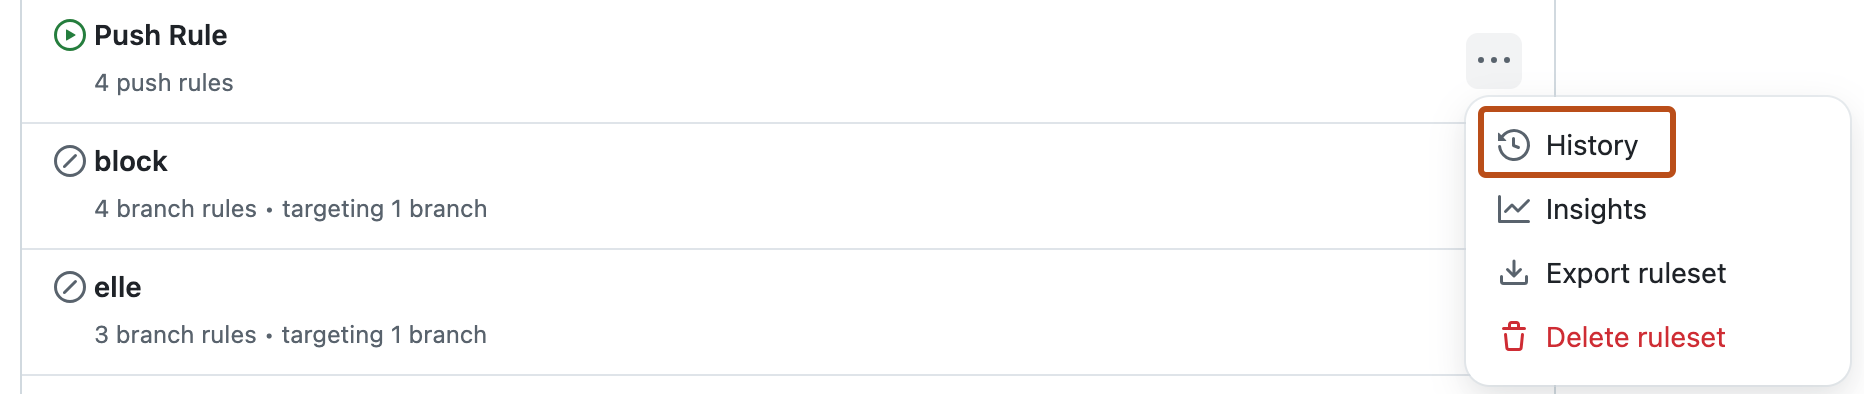 Push Rule
4 push rules
block
4 branch rules • targeting 1 branch
elle
3 branch rules • targeting 1 branch
History
Insights
Export ruleset
Delete ruleset